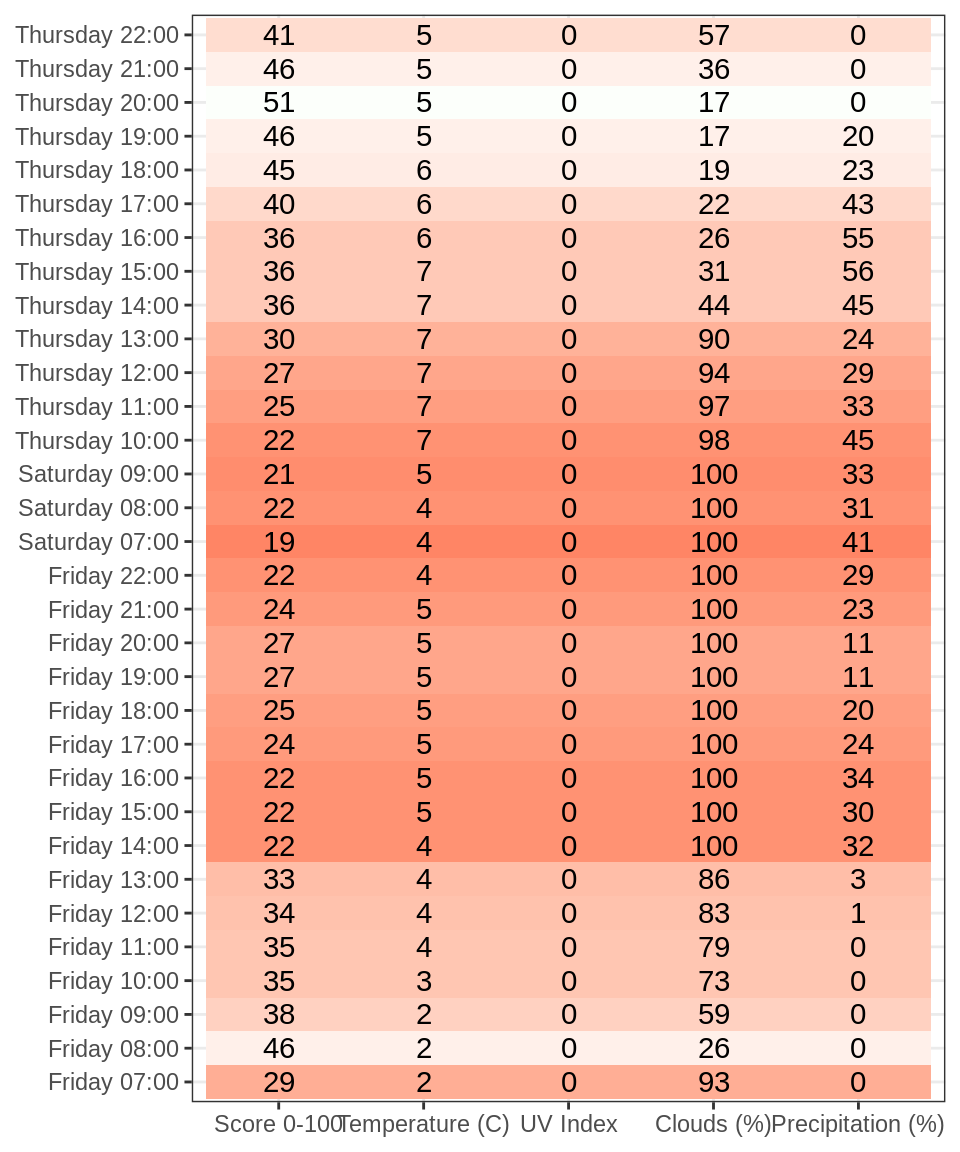 Thursday 22:00 41 5 0 57 0
Thursday 21:00 46 5 0 36 0
Thursday 20:00 51 5 0 17 0
Thursday 19:00 46 5 0 17 20
Thursday 18:00 45 6 0 19 23
Thursday 17:00 40 6 0 22 43
Thursday 16:00 36 6 0 26 55
Thursday 15:00 36 7 0 31 56
Thursday 14:00 36 7 0 44 45
Thursday 13:00 30 7 0 90 24
Thursday 12:00 27 7 0 94 29
Thursday 11:00 25 7 0 97 33
Thursday 10:00 22 7 0 98 45
Saturday 09:00 21 5 0 100 33
Saturday 08:00 22 4 0 100 31
Saturday 07:00 19 4 0 100 41
Friday 22:00 22 4 0 100 29
Friday 21:00 24 5 0 100 23
Friday 20:00 27 5 0 100 11
Friday 19:00 27 5 0 100 11
Friday 18:00 25 5 0 100 20
Friday 17:00 24 5 0 100 24
Friday 16:00 22 5 0 100 34
Friday 15:00 22 5 0 100 30
Friday 14:00 22 4 0 100 32
Friday 13:00 33 4 0 86 3
Friday 12:00 34 4 0 83 1
Friday 11:00 35 4 0 79 0
Friday 10:00 35 3 0 73 0
Friday 09:00 38 2 0 59 0
Friday 08:00 46 2 0 26 0
Friday 07:00 29 2 0 93 0
Score 0-100 Temperature (C) UV Index Clouds (%) Precipitation (%)